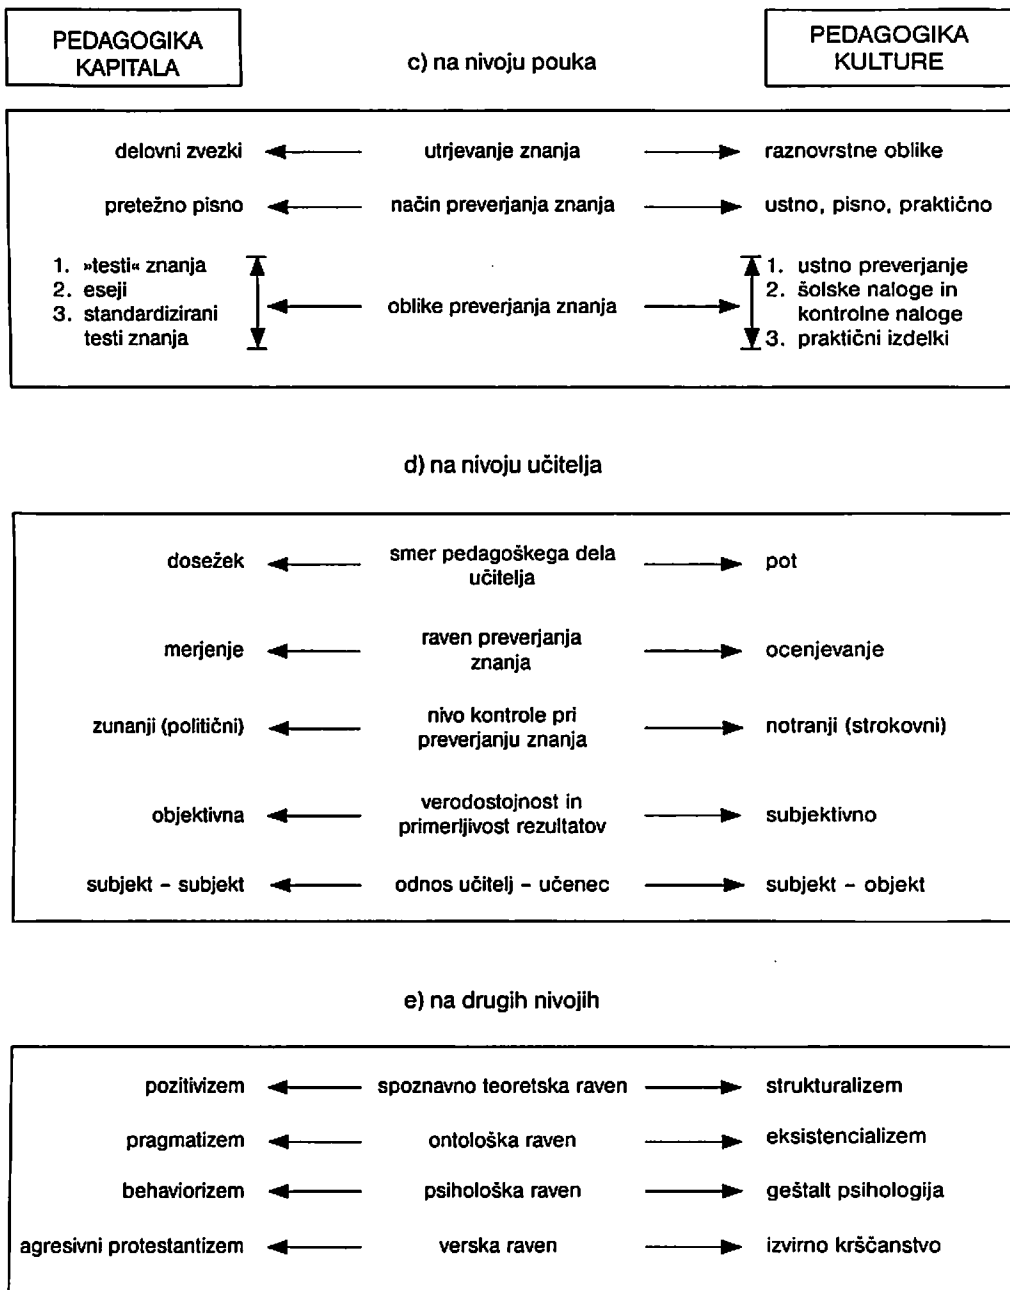 PEDAGOGIKA
KAPITALA
c) na nivoju pouka
PEDAGOGIKA
KULTURE
delovni zvezki
utrjevanje znanja
raznovrstne oblike
pretežno pisno
način preverjanja znanja
ustno, pisno, praktično
1. »testi« znanja
2. eseji
3. standardizirani
testi znanja
oblike preverjanja znanja
1. ustno preverjanje
2. šolske naloge in
kontrolne naloge
3. praktični izdelki
d) na nivoju učitelja
dosežek
smer pedagoškega dela
učitelja
pot
merjenje
raven preverjanja
znanja
ocenjevanje
zunanji (politični)
nivo kontrole pri
preverjanju znanja
notranji (strokovni)
objektivna
verodostojnost in
primerljivost rezultatov
subjektivno
subjekt – subjekt
odnos učitelj – učenec
subjekt – objekt
e) na drugih nivojih
pozitivizem
spoznavno teoretska raven
strukturalizem
pragmatizem
ontološka raven
eksistencializem
behaviorizem
psihološka raven
geštalt psihologija
agresivni protestantizem
verska raven
izvirno krščanstvo